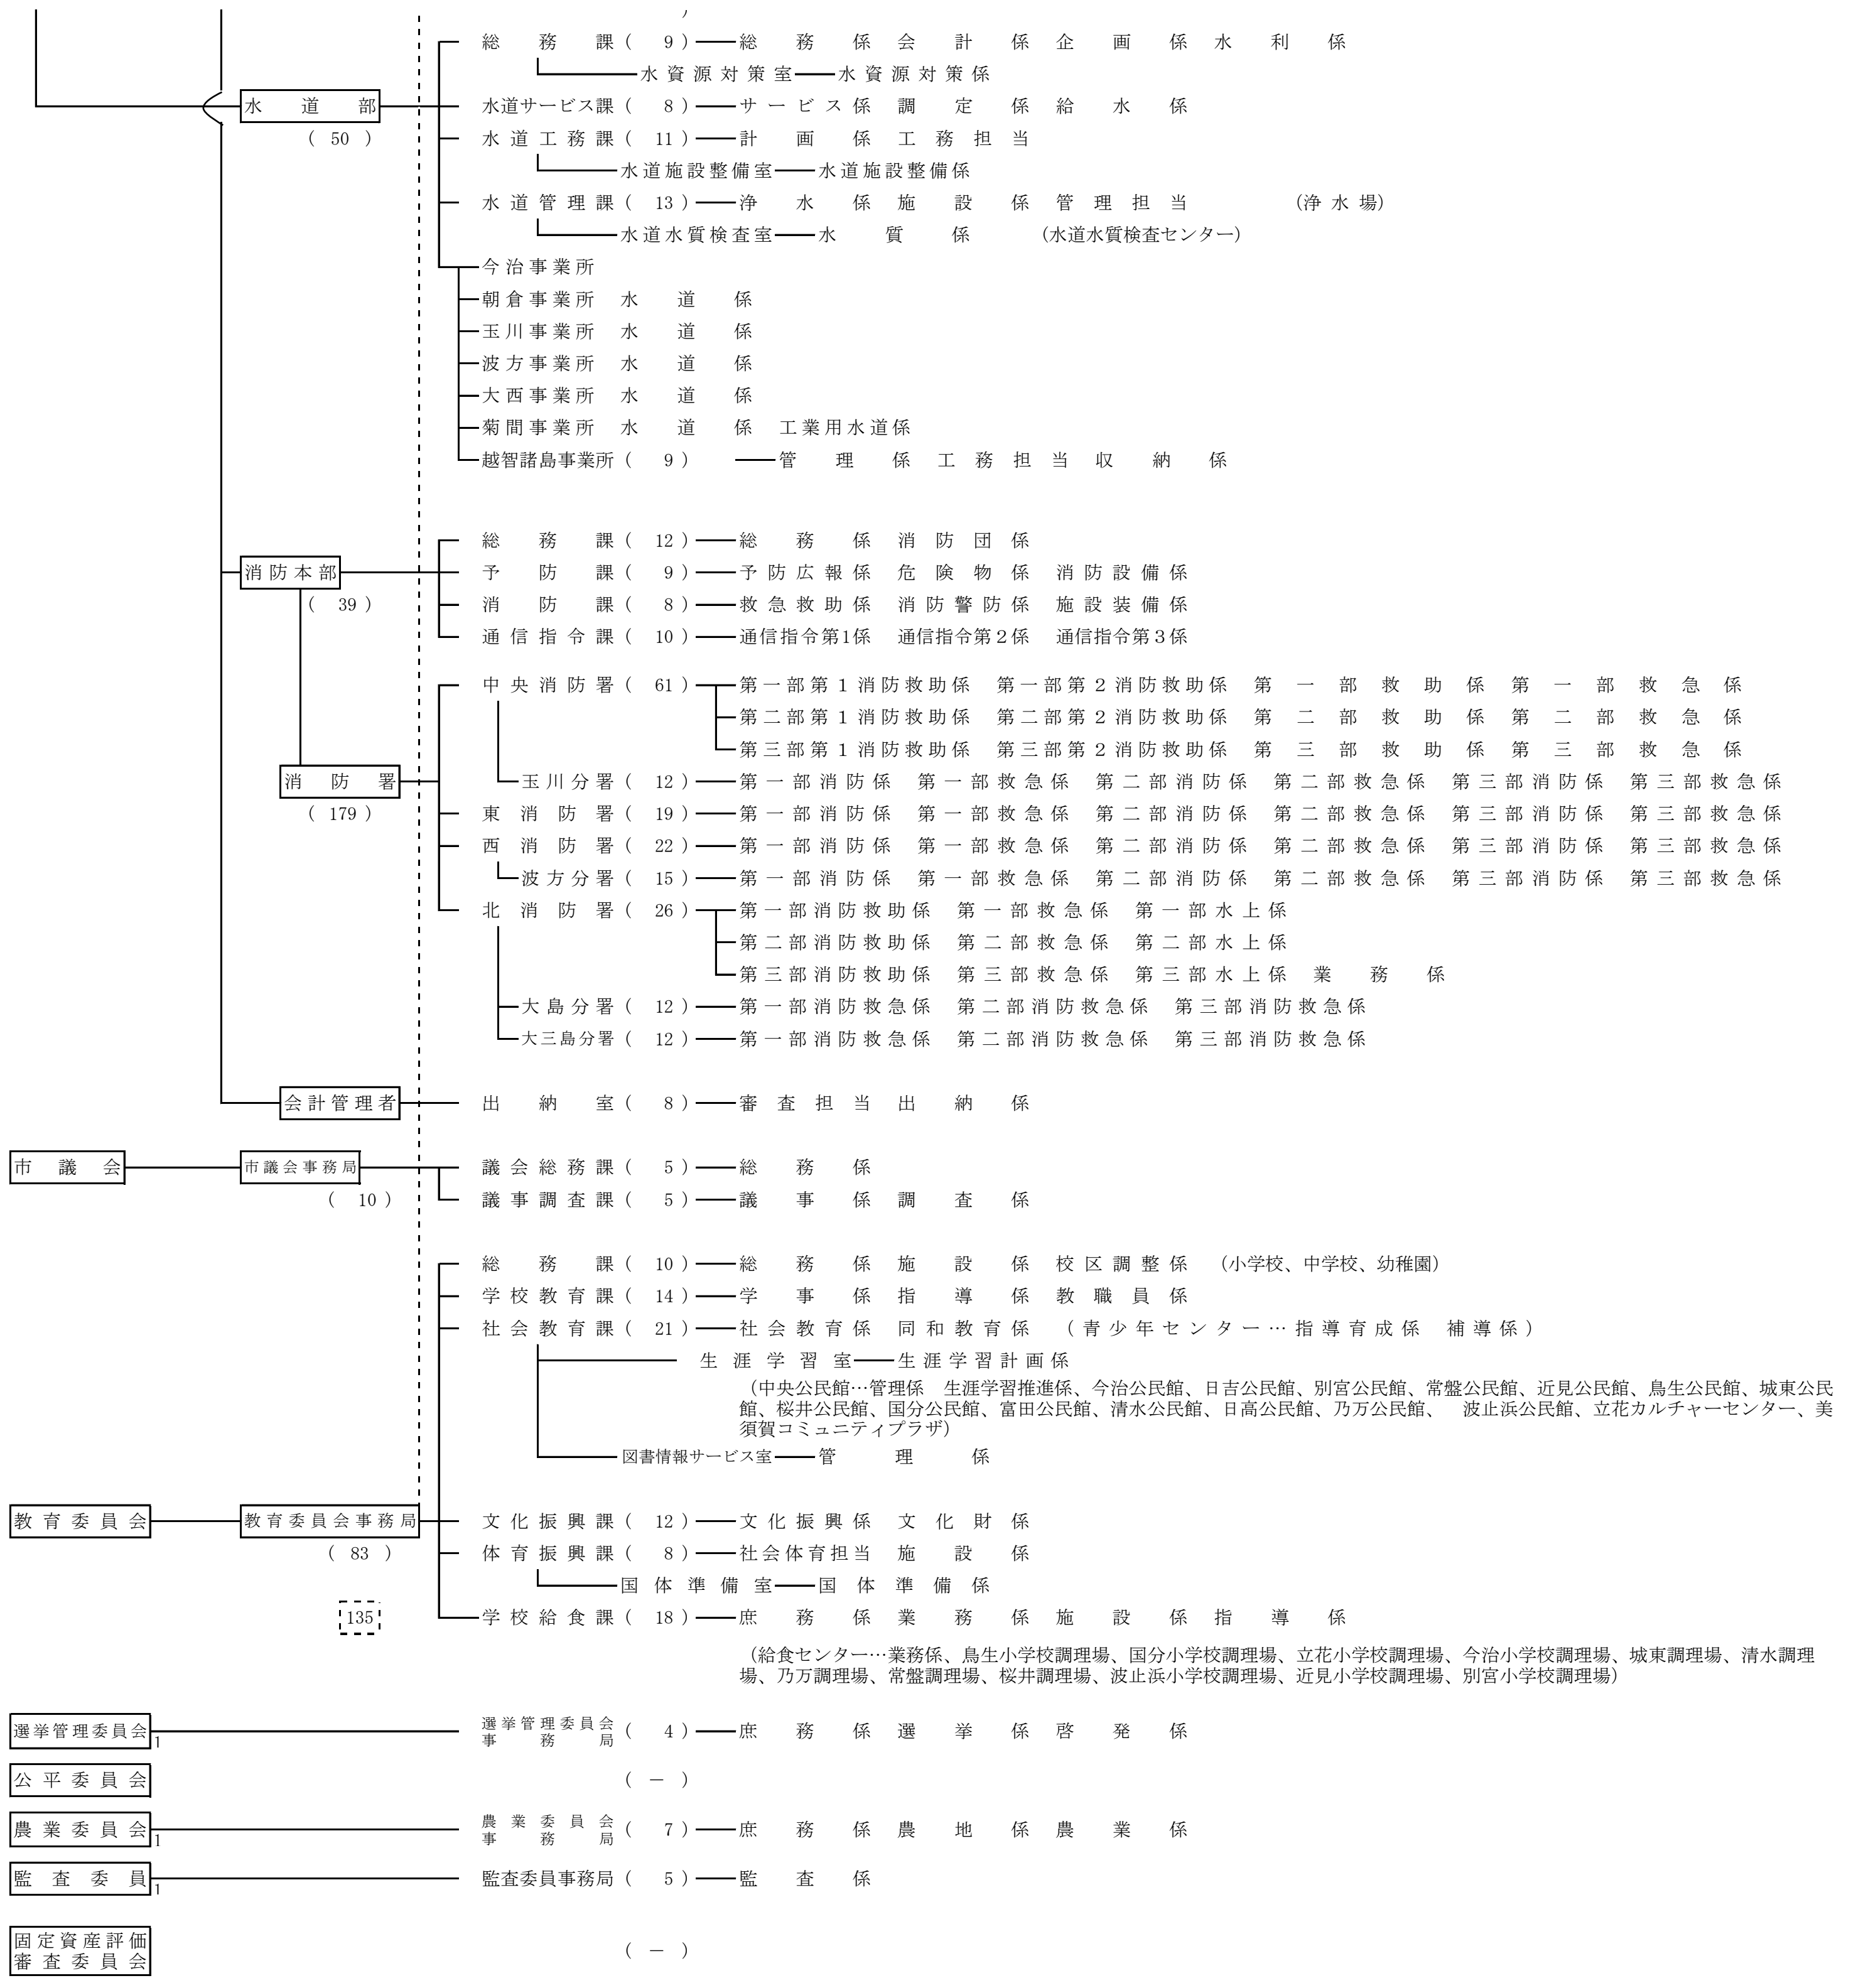 総務課（ 9 ） 総務係 会計係 企画係 水利係
水資源対策室 水資源対策係
水道部 水道サービス課（ 8 ） サービス係 調定係 給水係
（ 50 ） 水道工務課（ 11 ） 計画係 工務担当
水道施設整備室 水道施設整備係
水道管理課（ 13 ） 浄水係 施設係 管理担当 （浄水場）
水道水質検査室 水質係 （水道水質検査センター）
今治事業所
朝倉事業所 水道係
玉川事業所 水道係
波方事業所 水道係
大西事業所 水道係
菊間事業所 水道係 工業用水道係
越智諸島事業所（ 9 ） 管理係 工務担当 収納係
総務課（ 12 ） 総務係 消防団係
消防本部 予防課（ 9 ） 予防広報係 危険物係 消防設備係
（ 39 ） 消防課（ 8 ） 救急救助係 消防警防係 施設装備係
通信指令課（ 10 ） 通信指令第1係 通信指令第２係 通信指令第３係
中央消防署（ 61 ） 第一部第１消防救助係 第一部第２消防救助係 第一部救助係 第一部救急係
第二部第１消防救助係 第二部第２消防救助係 第二部救助係 第二部救急係
第三部第１消防救助係 第三部第２消防救助係 第三部救助係 第三部救急係
消防署 玉川分署（ 12 ） 第一部消防係 第一部救急係 第二部消防係 第二部救急係 第三部消防係 第三部救急係
（ 179 ） 東消防署（ 19 ） 第一部消防係 第一部救急係 第二部消防係 第二部救急係 第三部消防係 第三部救急係
西消防署（ 22 ） 第一部消防係 第一部救急係 第二部消防係 第二部救急係 第三部消防係 第三部救急係
波方分署（ 15 ） 第一部消防係 第一部救急係 第二部消防係 第二部救急係 第三部消防係 第三部救急係
北消防署（ 26 ） 第一部消防救助係 第一部救急係 第一部水上係
第二部消防救助係 第二部救急係 第二部水上係
第三部消防救助係 第三部救急係 第三部水上係 業務係
大島分署（ 12 ） 第一部消防救急係 第二部消防救急係 第三部消防救急係
大三島分署（ 12 ） 第一部消防救急係 第二部消防救急係 第三部消防救急係
会計管理者 出納室（ 8 ） 審査担当 出納係
市議会 市議会事務局 議会総務課（ 5 ） 総務係
（ 10 ） 議事調査課（ 5 ） 議事係 調査係
総務課（ 10 ） 総務係 施設係 校区調整係 （小学校、中学校、幼稚園）
学校教育課（ 14 ） 学事係 指導係 教職員係
社会教育課（ 21 ） 社会教育係 同和教育係 （青少年センター…指導育成係 補導係）
生涯学習室 生涯学習計画係
（中央公民館…管理係 生涯学習推進係、今治公民館、日吉公民館、別宮公民館、常盤公民館、近見公民館、鳥生公民館、城東公民
館、桜井公民館、国分公民館、富田公民館、清水公民館、日高公民館、乃万公民館、 波止浜公民館、立花カルチャーセンター、美
須賀コミュニティプラザ）
図書情報サービス室 管理係
教育委員会 教育委員会事務局 文化振興課（ 12 ） 文化振興係 文化財係
（ 83 ） 体育振興課（ 8 ） 社会体育担当 施設係
国体準備室 国体準備係
135 学校給食課（ 18 ） 庶務係 業務係 施設係 指導係
（給食センター…業務係、鳥生小学校調理場、国分小学校調理場、立花小学校調理場、今治小学校調理場、城東調理場、清水調理
場、乃万調理場、常盤調理場、桜井調理場、波止浜小学校調理場、近見小学校調理場、別宮小学校調理場）
選挙管理委員会 1 選挙管理委員会
事務局（ 4 ） 庶務係 選挙係 啓発係
公平委員会 （ － ）
農業委員会 1 農業委員会
事務局（ 7 ） 庶務係 農地係 農業係
監査委員 1 監査委員事務局（ 5 ） 監査係
固定資産評価
審査委員会 （ － ）